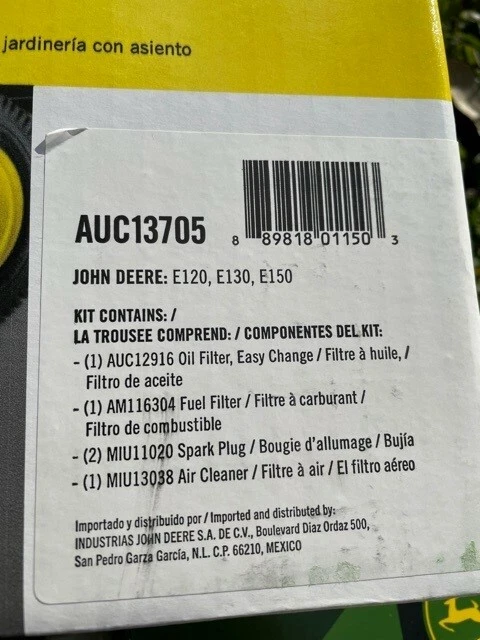 jardinería con asiento
AUC13705
8 89818 01150 3
JOHN DEERE: E120, E130, E150
KIT CONTAINS: /
LA TROUSEE COMPREND: / COMPONENTES DEL KIT:
- (1) AUC12916 Oil Filter, Easy Change / Filtre à huile, /
Filtro de aceite
- (1) AM116304 Fuel Filter / Filtre à carburant /
Filtro de combustible
- (2) MIU11020 Spark Plug / Bougie d'allumage / Bujía
- (1) MIU13038 Air Cleaner / Filtre à air / El filtro aéreo
Importado y distribuido por / Imported and distributed by:
INDUSTRIAS JOHN DEERE S.A. DE C.V., Boulevard Diaz Ordaz 500,
San Pedro Garza García, N.L. C.P. 66210, MEXICO